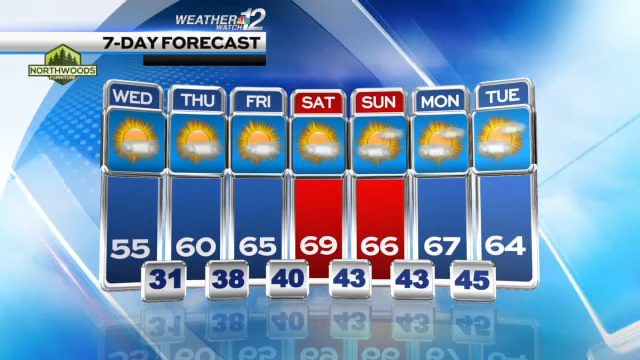 WEATHER 12
WATCH
7-DAY FORECAST
NORTHWOODS
FURNITURE
WED THU FRI SAT SUN MON TUE
55 60 65 69 66 67 64
31 38 40 43 43 45